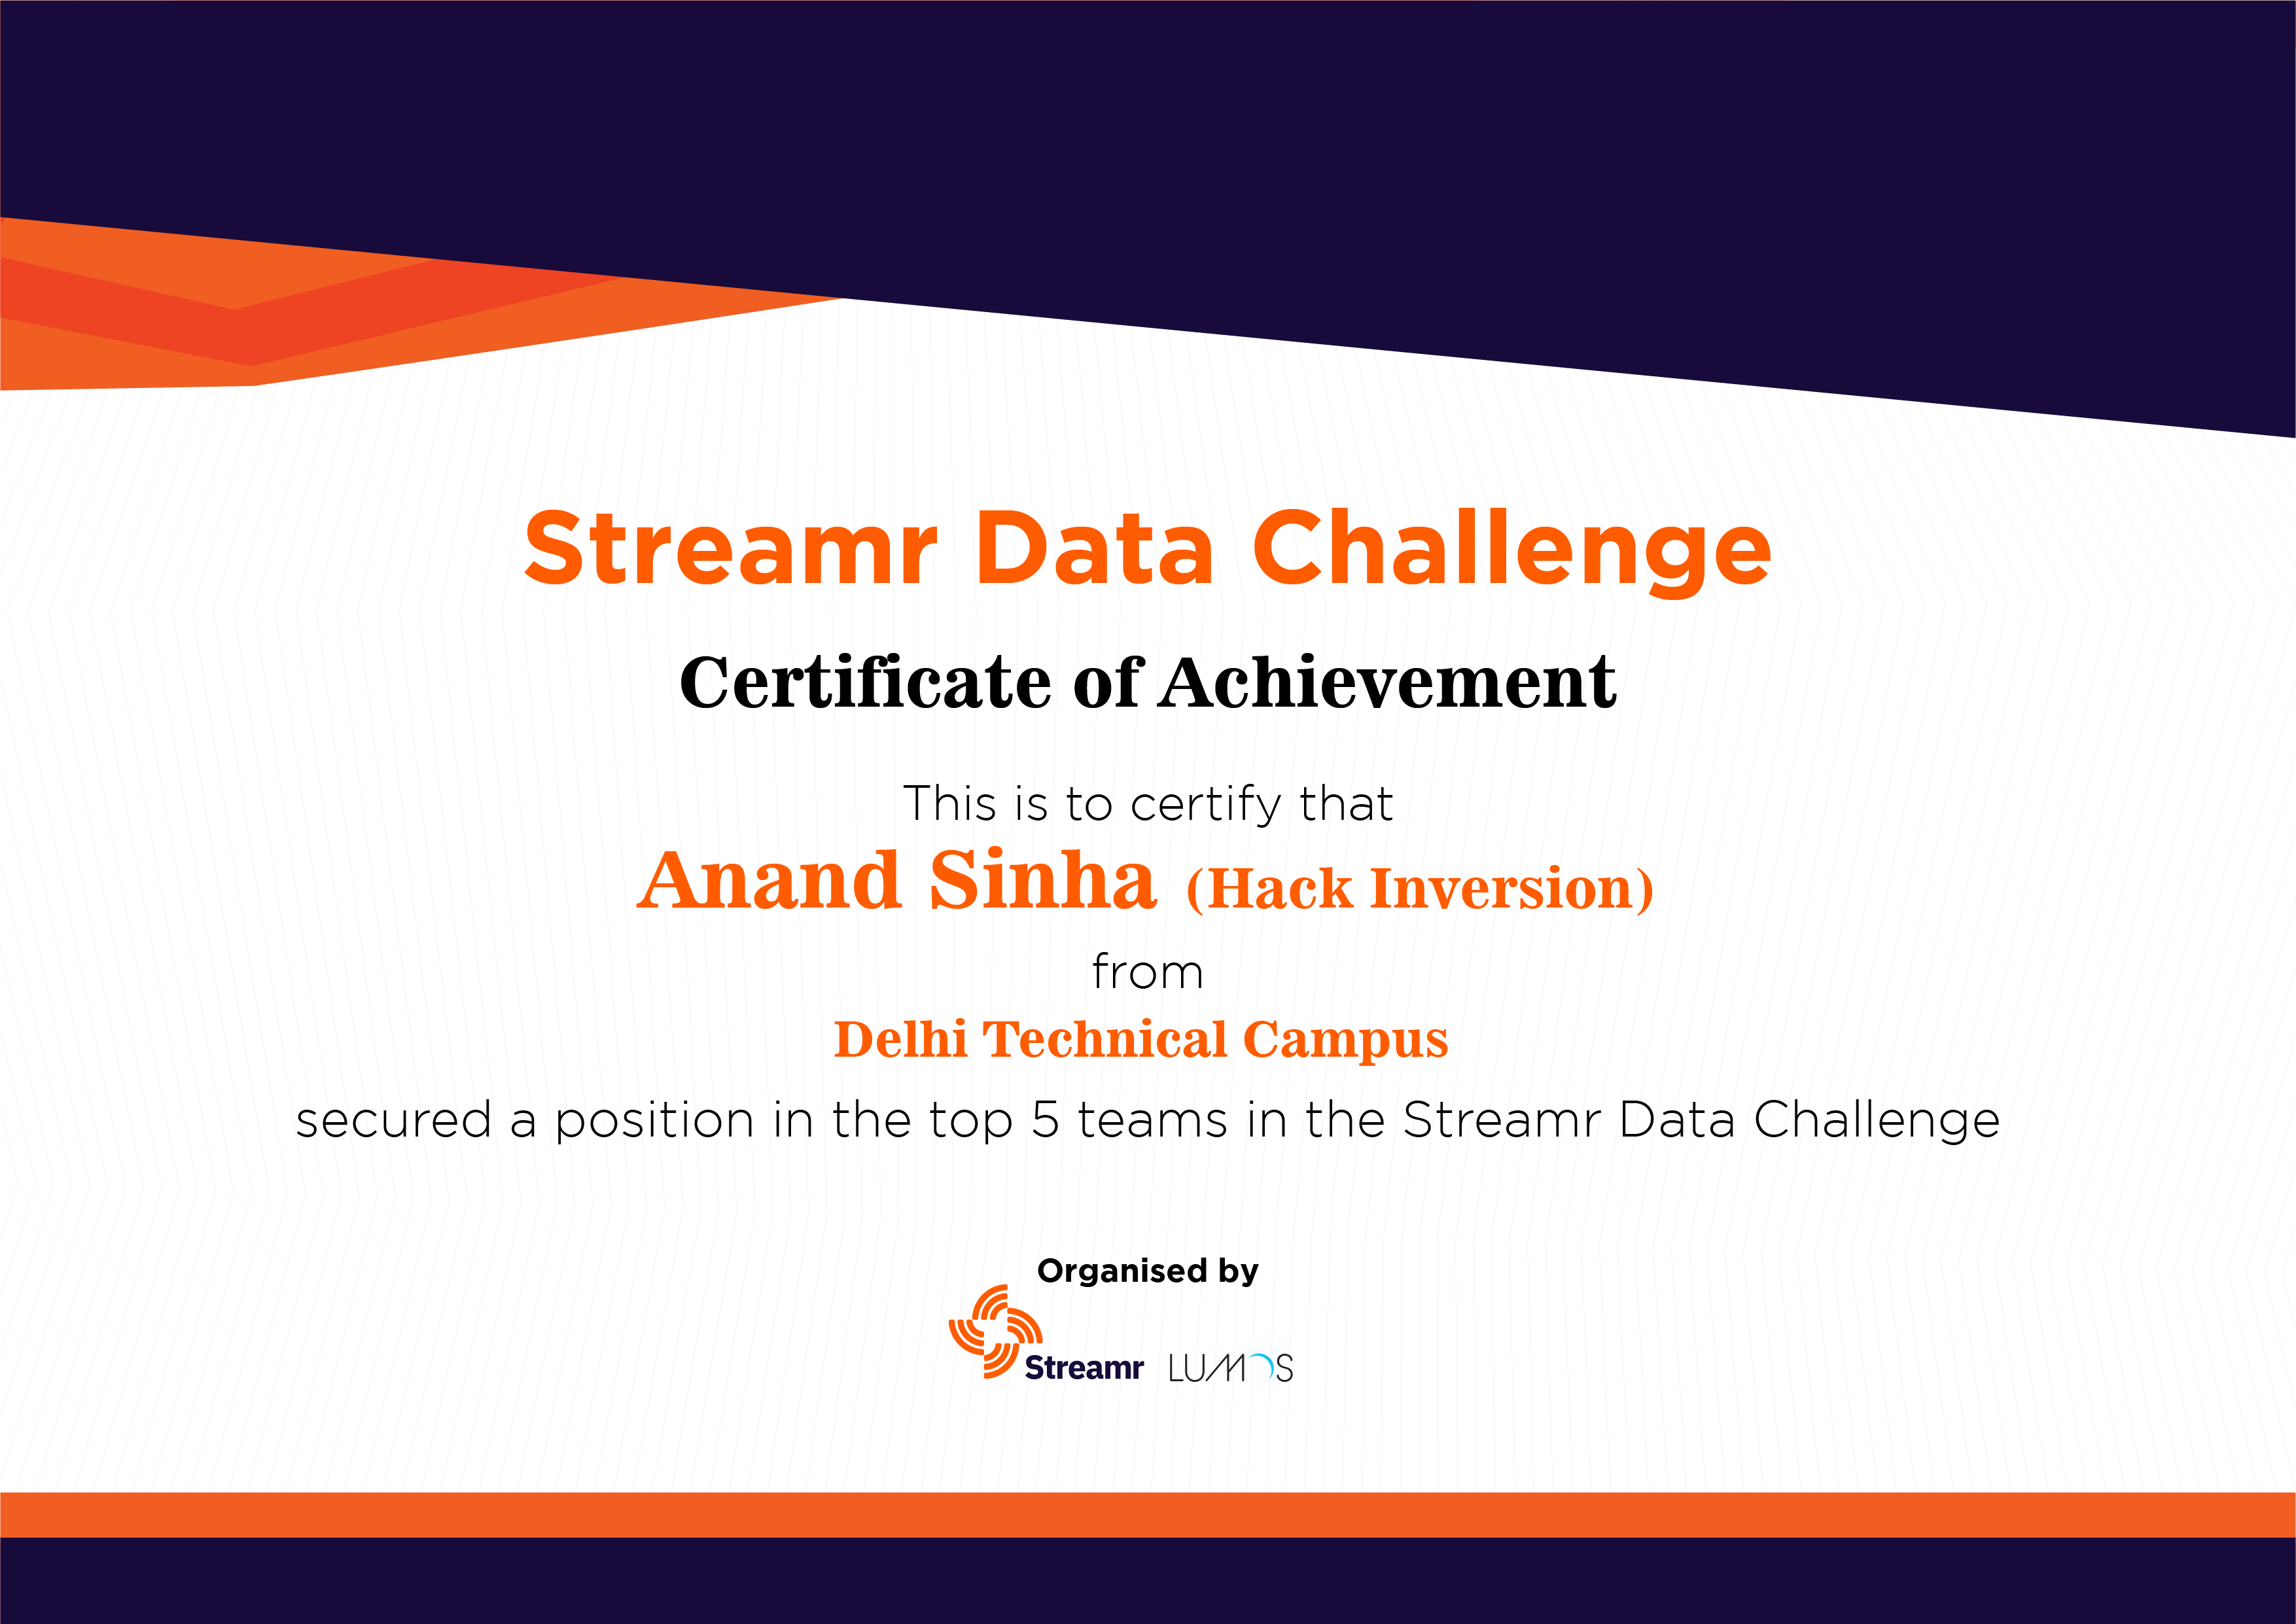 Streamr Data Challenge
Certificate of Achievement
This is to certify that
Anand Sinha (Hack Inversion)
from
Delhi Technical Campus
secured a position in the top 5 teams in the Streamr Data Challenge
Organised by
Streamr LUMOS